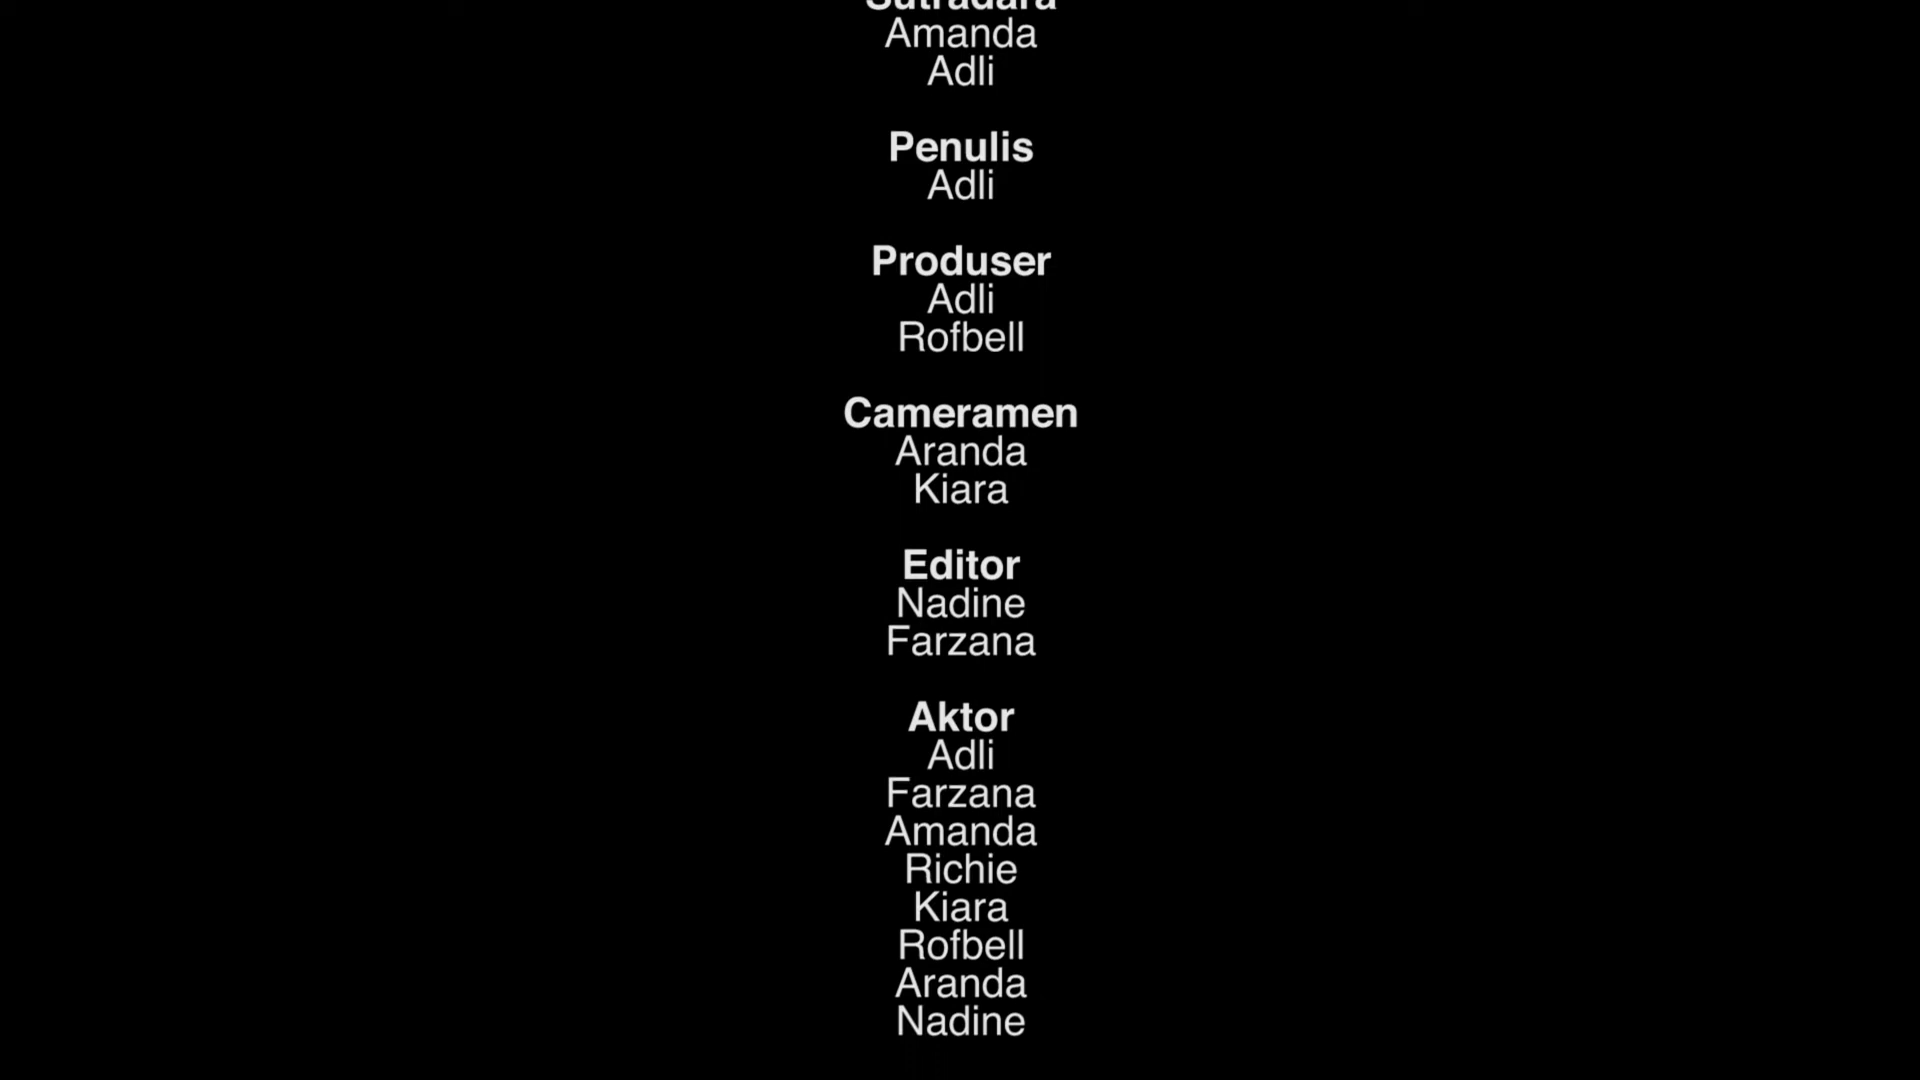 Sutradara
Amanda
Adli
Penulis
Adli
Produser
Adli
Rofbell
Cameramen
Aranda
Kiara
Editor
Nadine
Farzana
Aktor
Adli
Farzana
Amanda
Richie
Kiara
Rofbell
Aranda
Nadine